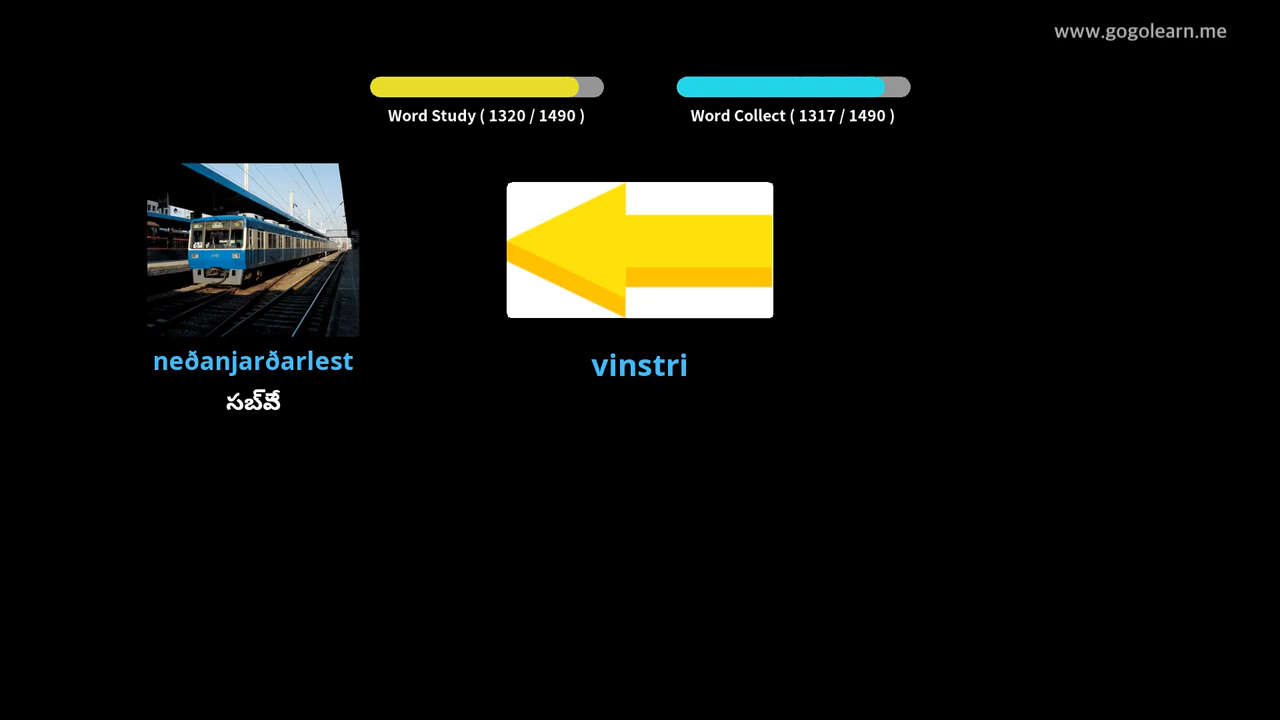 www.gogolearn.me
Word Study ( 1320 / 1490 )
Word Collect ( 1317 / 1490 )
neðanjarðarlest
సబ్‌వే
vinstri